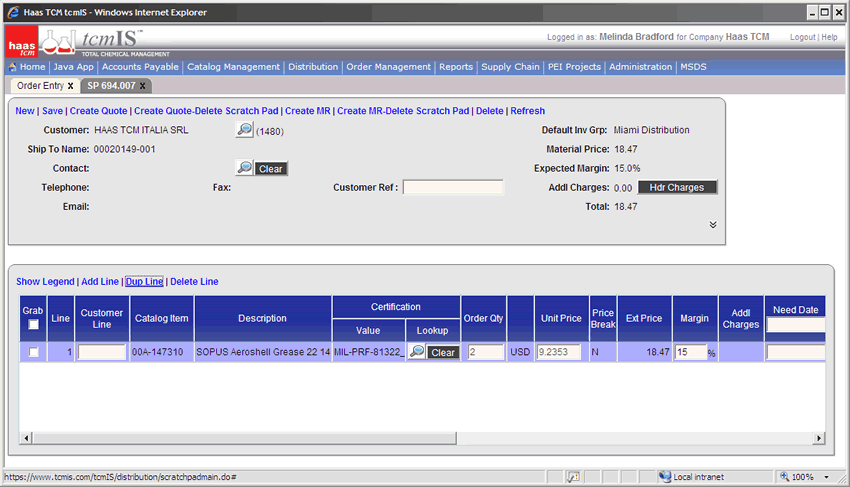 Haas TCM tcmIS - Windows Internet Explorer
haas tcm
tcmIS™
TOTAL CHEMICAL MANAGEMENT
Logged in as: Melinda Bradford for Company Haas TCM
Logout | Help
Home | Java App | Accounts Payable | Catalog Management | Distribution | Order Management | Reports | Supply Chain | PEI Projects | Administration | MSDS
Order Entry X SP 694.007 X
New | Save | Create Quote | Create Quote-Delete Scratch Pad | Create MR | Create MR-Delete Scratch Pad | Delete | Refresh
Customer: HAAS TCM ITALIA SRL (1480) Default Inv Grp: Miami Distribution
Ship To Name: 00020149-001 Material Price: 18.47
Contact: Clear Expected Margin: 15.0%
Telephone: Fax: Customer Ref : Addl Charges: 0.00 Hdr Charges
Email: Total: 18.47
Show Legend | Add Line | Dup Line | Delete Line
Grab Line Customer Line Catalog Item Description Certification Value Lookup Order Qty Unit Price Price Break Ext Price Margin Addl Charges Need Date
1 00A-147310 SOPUS Aeroshell Grease 22 14 MIL-PRF-81322_ Clear 2 USD 9.2353 N 18.47 15 %
https://www.tcmis.com/tcmIS/distribution/scratchpadmain.do# Local intranet 100%